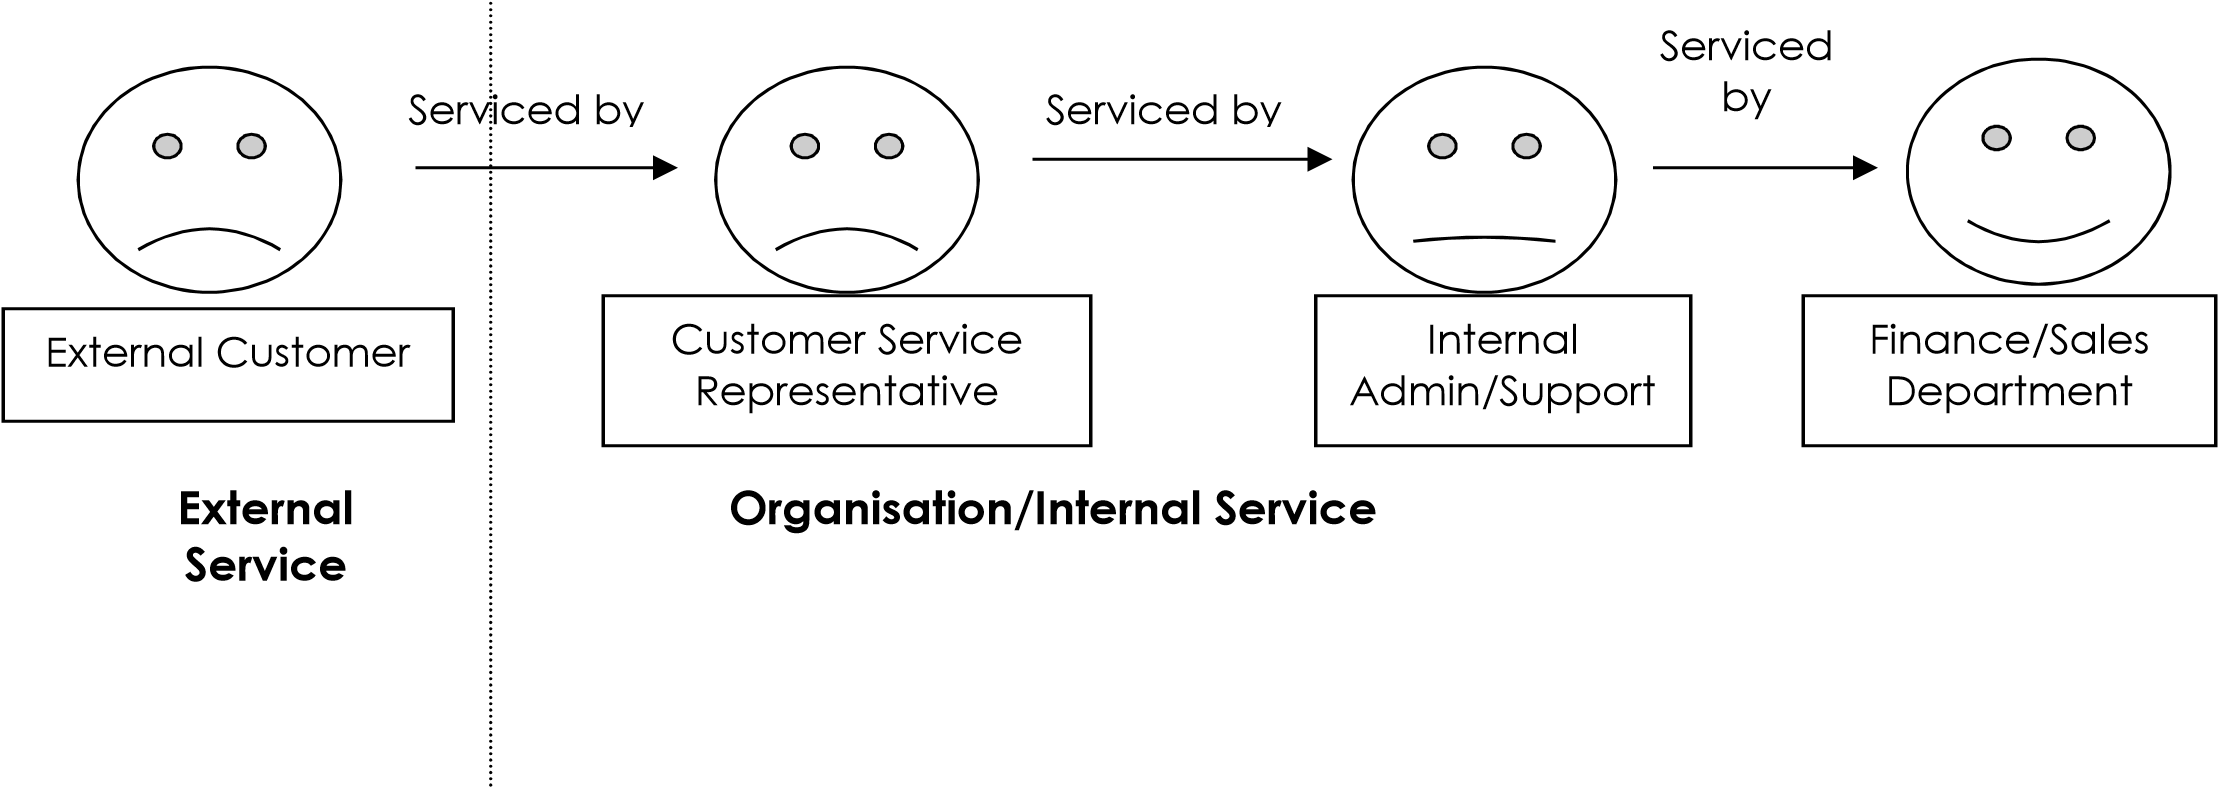 Serviced by
Serviced by
Serviced
by
External Customer
Customer Service
Representative
Internal
Admin/Support
Finance/Sales
Department
External
Service
Organisation/Internal Service